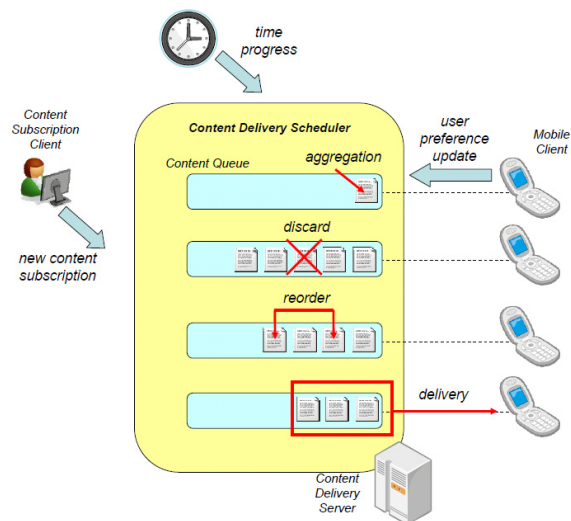 time
progress
Content
Subscription
Client
Content Delivery Scheduler
user
preference
update
Mobile
Client
Content Queue
aggregation
discard
new content
subscription
reorder
delivery
Content
Delivery
Server